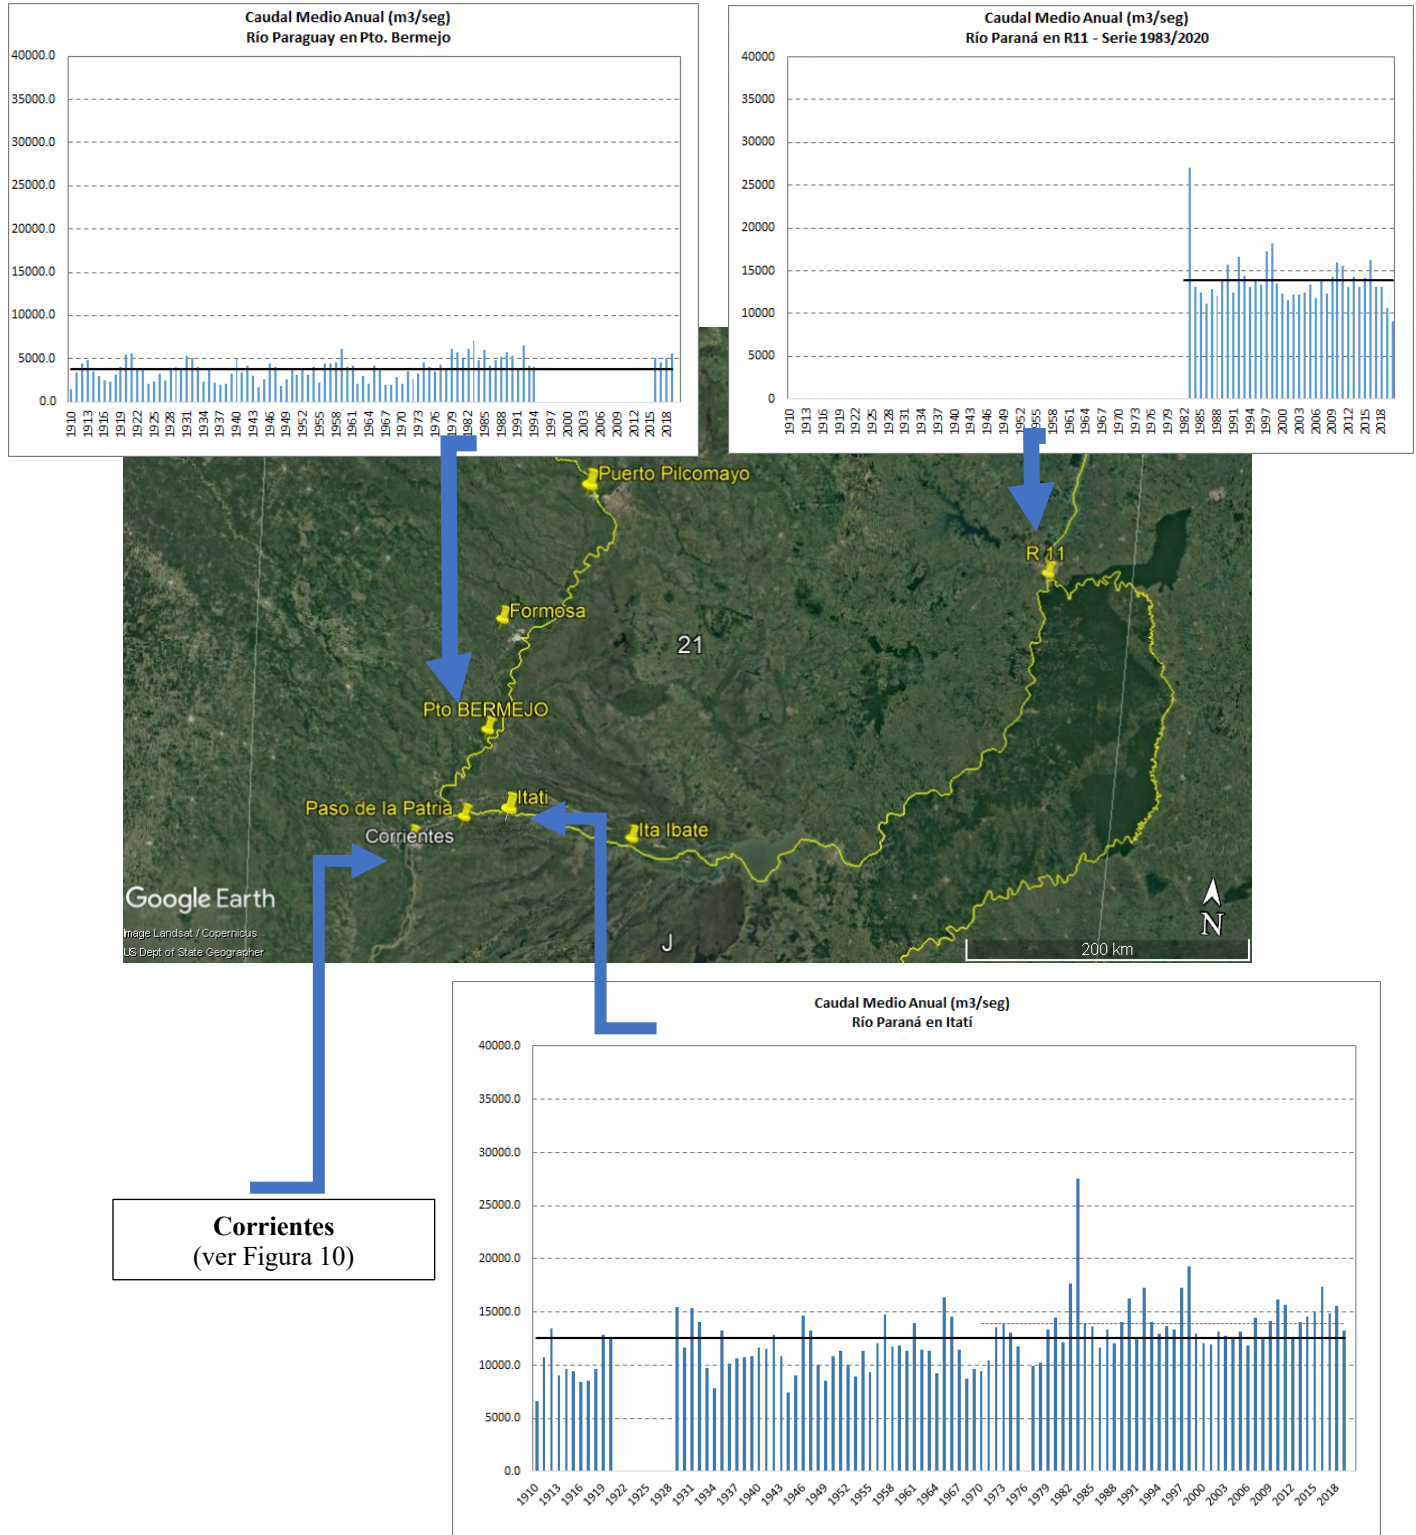 Caudal Medio Anual (m3/seg)
Río Paraguay en Pto. Bermejo
40000.0
35000.0
30000.0
25000.0
20000.0
15000.0
10000.0
5000.0
0.0
1910 1913 1916 1919 1922 1925 1928 1931 1934 1937 1940 1943 1946 1949 1952 1955 1958 1961 1964 1967 1970 1973 1976 1979 1982 1985 1988 1991 1994 1997 2000 2003 2006 2009 2012 2015 2018
Caudal Medio Anual (m3/seg)
Río Paraná en R11 - Serie 1983/2020
40000
35000
30000
25000
20000
15000
10000
5000
0
1910 1913 1916 1919 1922 1925 1928 1931 1934 1937 1940 1943 1946 1949 1952 1955 1958 1961 1964 1967 1970 1973 1976 1979 1982 1985 1988 1991 1994 1997 2000 2003 2006 2009 2012 2015 2018
Puerto Pilcomayo
R 11
Formosa
21
Pto BERMEJO
Itati
Paso de la Patria
Corrientes
Ita Ibate
Google Earth
Image Landsat / Copernicus
US Dept of State Geographer
J
N
200 km
Corrientes
(ver Figura 10)
Caudal Medio Anual (m3/seg)
Río Paraná en Itatí
40000.0
35000.0
30000.0
25000.0
20000.0
15000.0
10000.0
5000.0
0.0
1910 1913 1916 1919 1922 1925 1928 1931 1934 1937 1940 1943 1946 1949 1952 1955 1958 1961 1964 1967 1970 1973 1976 1979 1982 1985 1988 1991 1994 1997 2000 2003 2006 2009 2012 2015 2018